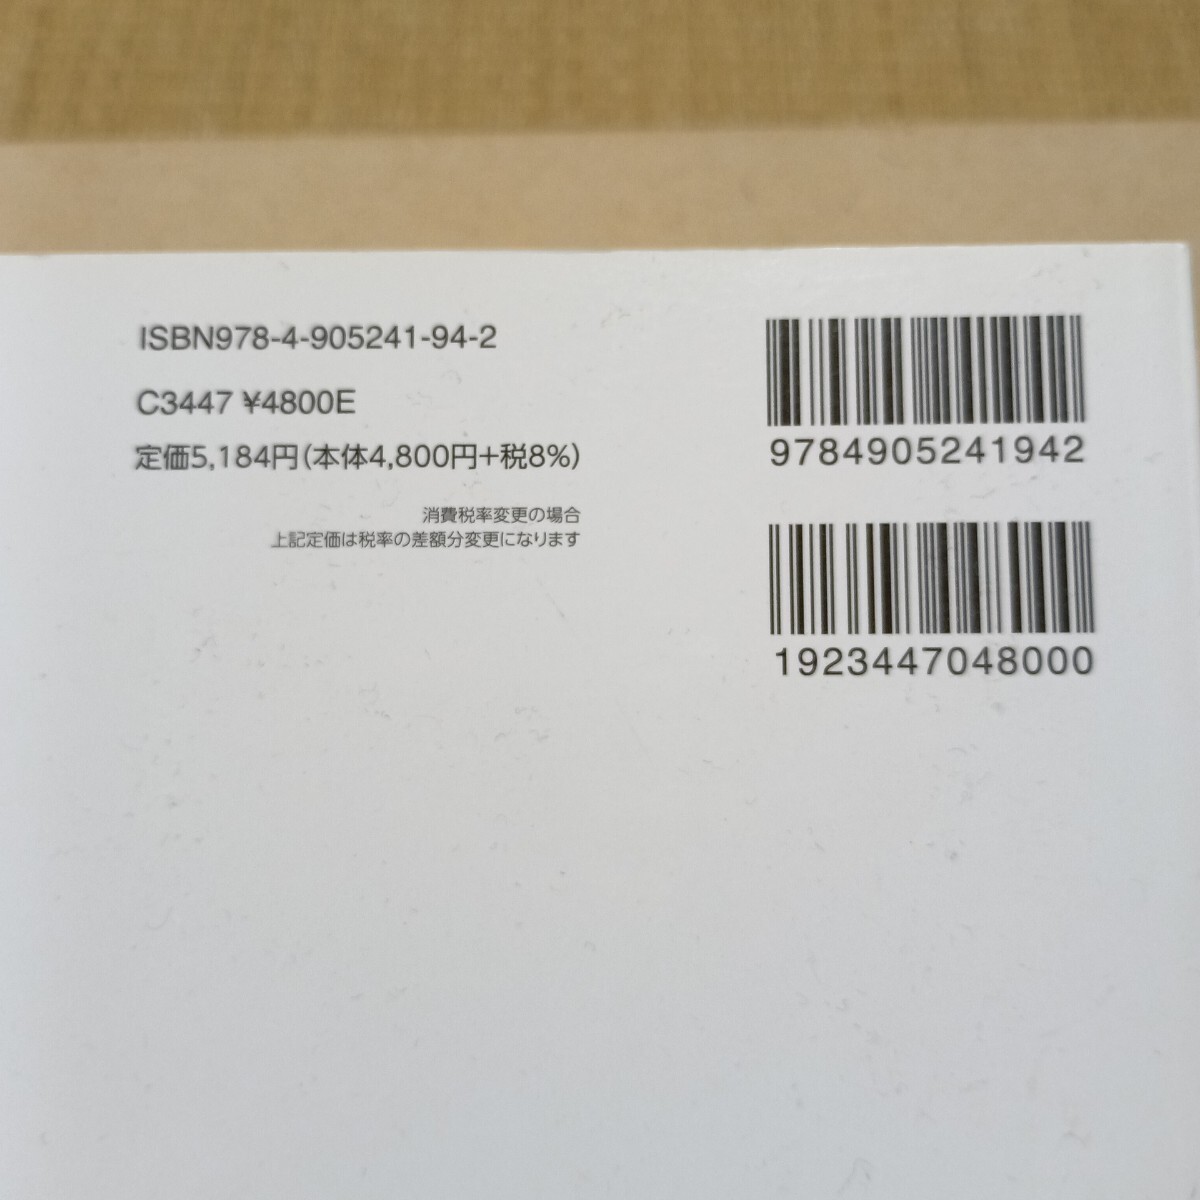 ISBN978-4-905241-94-2
C3447 ¥4800E
定価5,184円(本体4,800円+税8%)
消費税率変更の場合
上記定価は税率の差額分変更になります
9784905241942
1923447048000